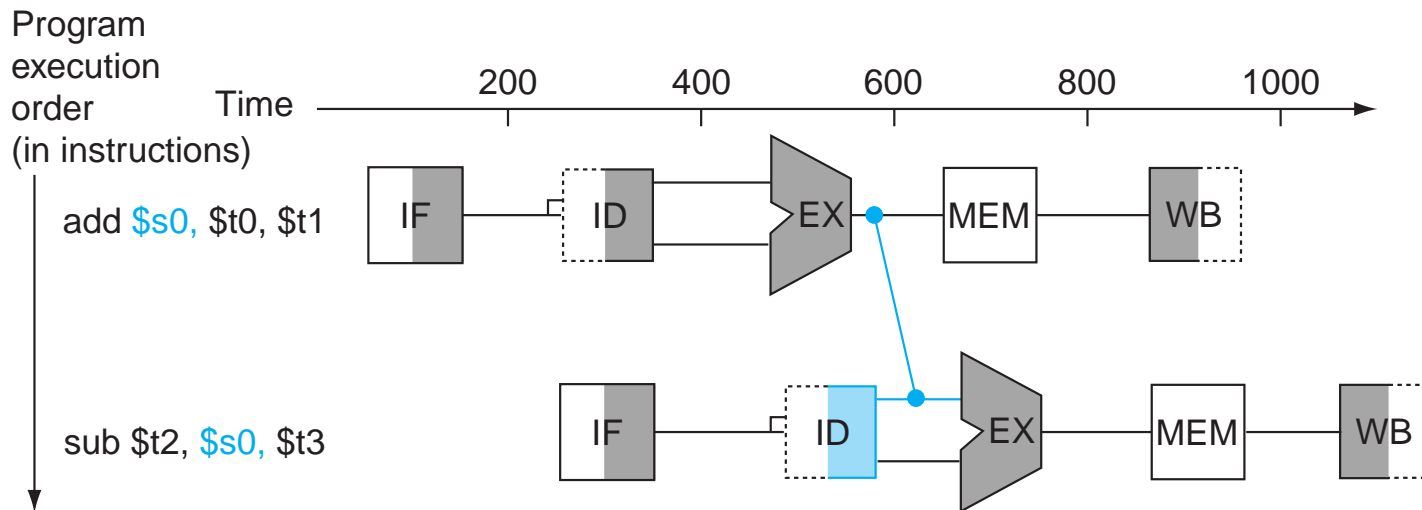 Program
execution
order
(in instructions)
Time
200 400 600 800 1000
add $s0, $t0, $t1
IF ID EX MEM WB
sub $t2, $s0, $t3
IF ID EX MEM WB